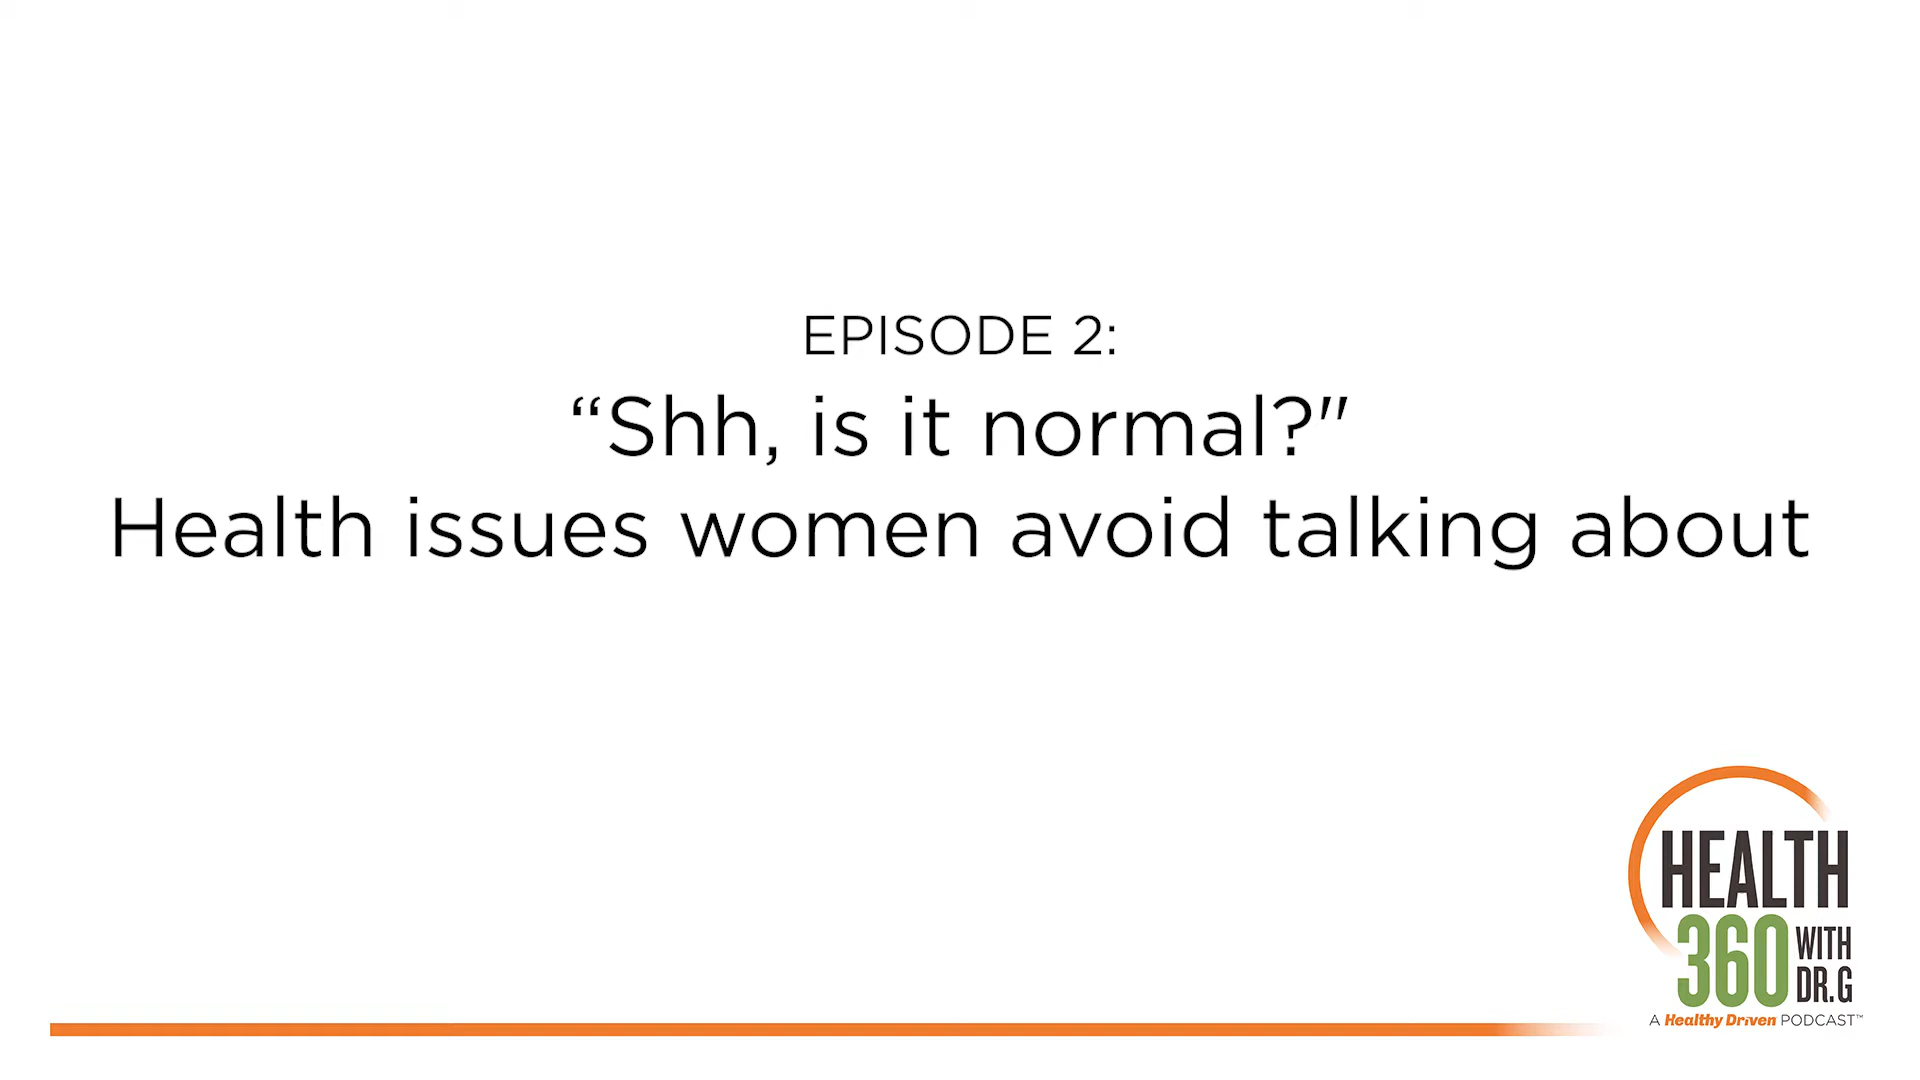 EPISODE 2:
“Shh, is it normal?"
Health issues women avoid talking about
HEALTH
360 WITH
DR.G
A Healthy Driven PODCAST™